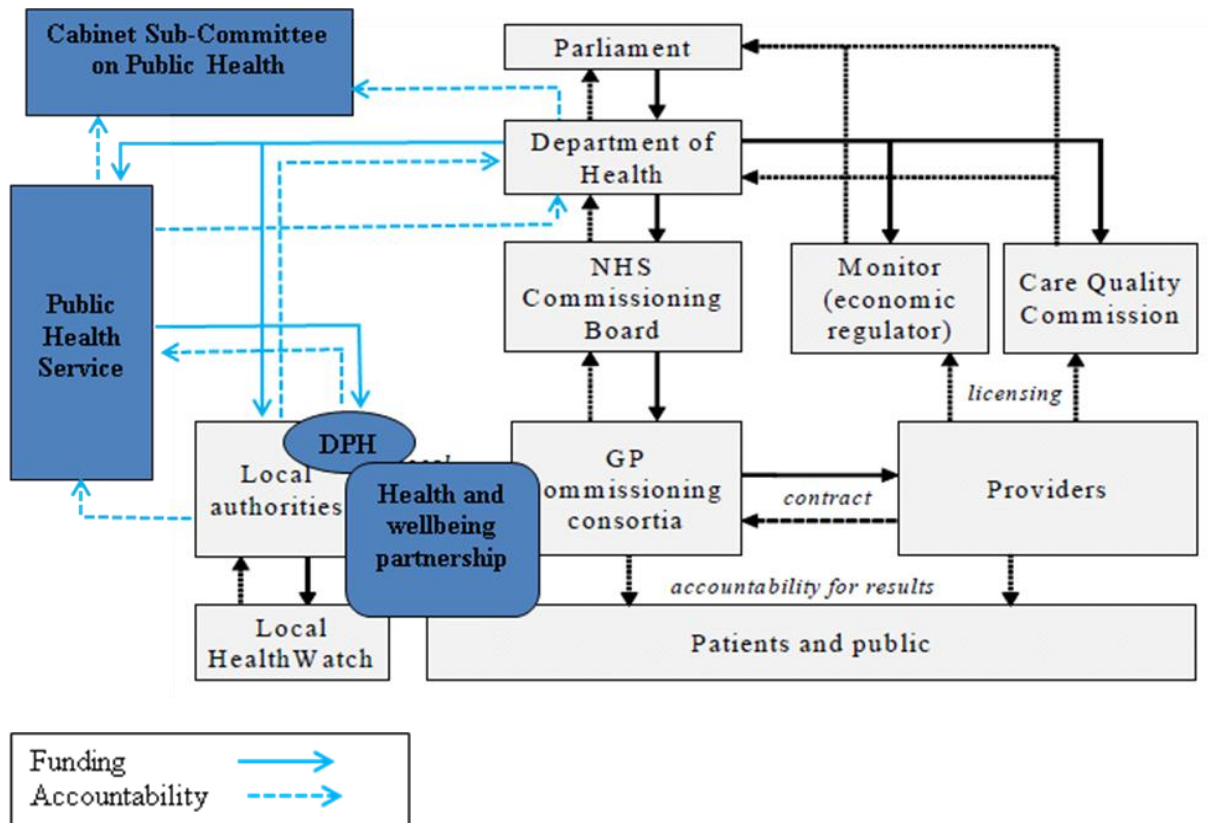 Cabinet Sub-Committee
on Public Health
Parliament
Department of
Health
Public
Health
Service
NHS
Commissioning
Board
Monitor
(economic
regulator)
Care Quality
Commission
licensing
DPH
Local
authorities
Health and
wellbeing
partnership
GP
ommissioning
consortia
contract
Providers
accountability for results
Local
HealthWatch
Patients and public
Funding
Accountability